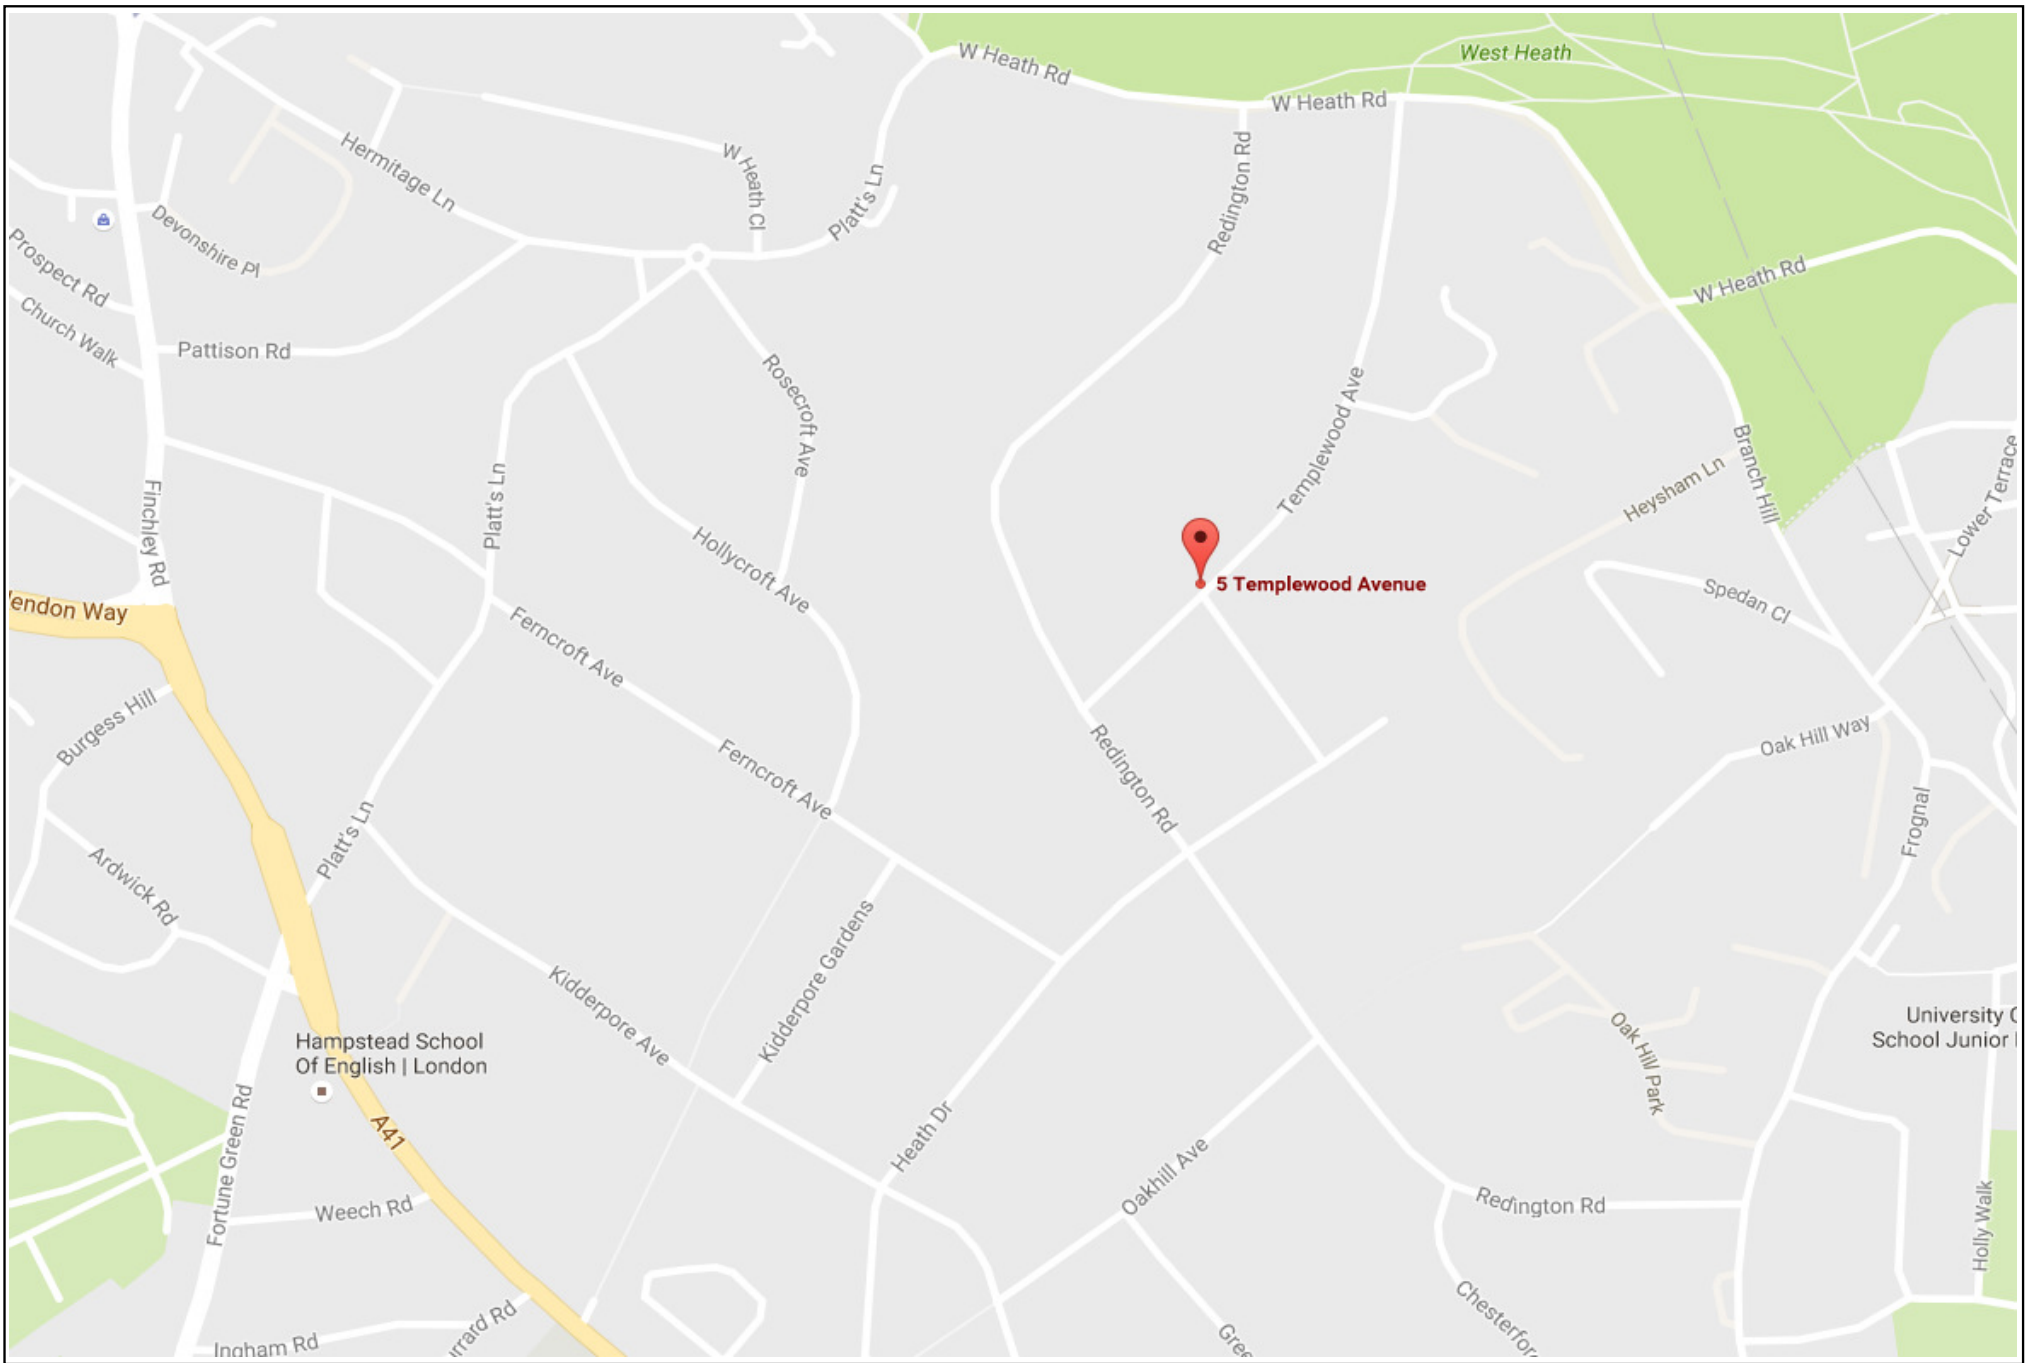 W Heath Rd
West Heath
W Heath Rd
Hermitage Ln
W Heath Cl
Platt's Ln
Redington Rd
Devonshire Pl
Prospect Rd
Church Walk
Pattison Rd
W Heath Rd
Rosecroft Ave
Templewood Ave
Branch Hill
Heysham Ln
Lower Terrace
Finchley Rd
Platt's Ln
Hollycroft Ave
5 Templewood Avenue
Spedan Cl
endon Way
Ferncroft Ave
Burgess Hill
Ferncroft Ave
Redington Rd
Oak Hill Way
Frognal
Platt's Ln
Ardwick Rd
Kidderpore Ave
Kidderpore Gardens
Hampstead School
Of English | London
University
School Junior
Oak Hill Park
A41
Fortune Green Rd
Heath Dr
Oakhill Ave
Weech Rd
Redington Rd
Holly Walk
Ingham Rd
urrard Rd
Gree
Chesterfor